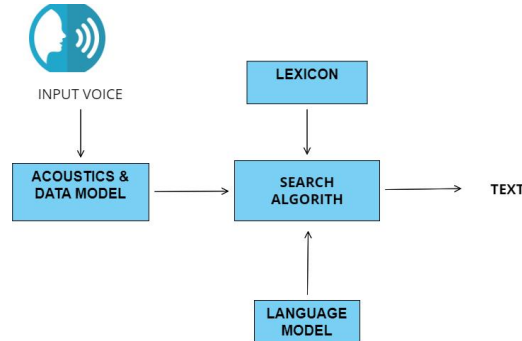 INPUT VOICE
LEXICON
ACOUSTICS &
DATA MODEL
SEARCH
ALGORITH
TEXT
LANGUAGE
MODEL